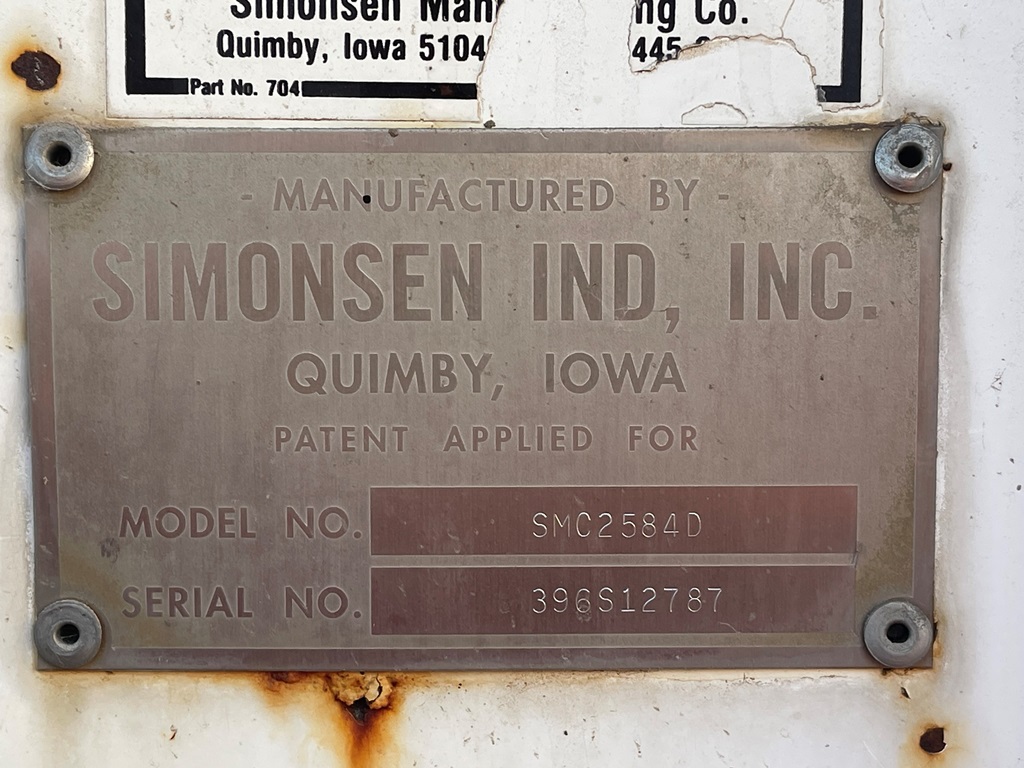 Simonsen Man ng Co.
Quimby, Iowa 5104 445-
Part No. 704
- MANUFACTURED BY -
SIMONSEN IND, INC.
QUIMBY, IOWA
PATENT APPLIED FOR
MODEL NO. SMC2584D
SERIAL NO. 396S12787